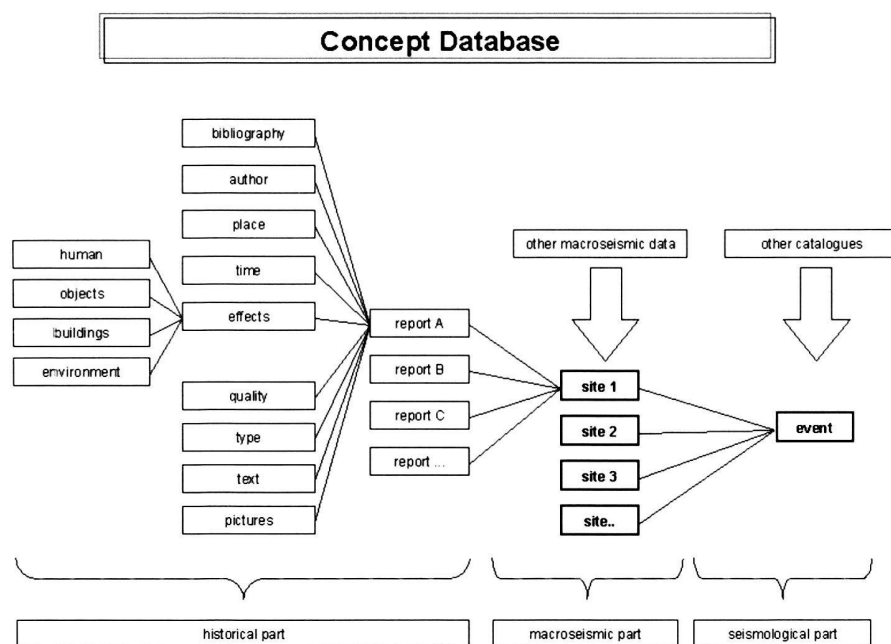 Concept Database
bibliography
author
place
time
effects
quality
type
text
pictures
human
objects
buildings
environment
report A
report B
report C
report ...
other macroseismic data
site 1
site 2
site 3
site..
other catalogues
event
historical part
macroseismic part
seismological part